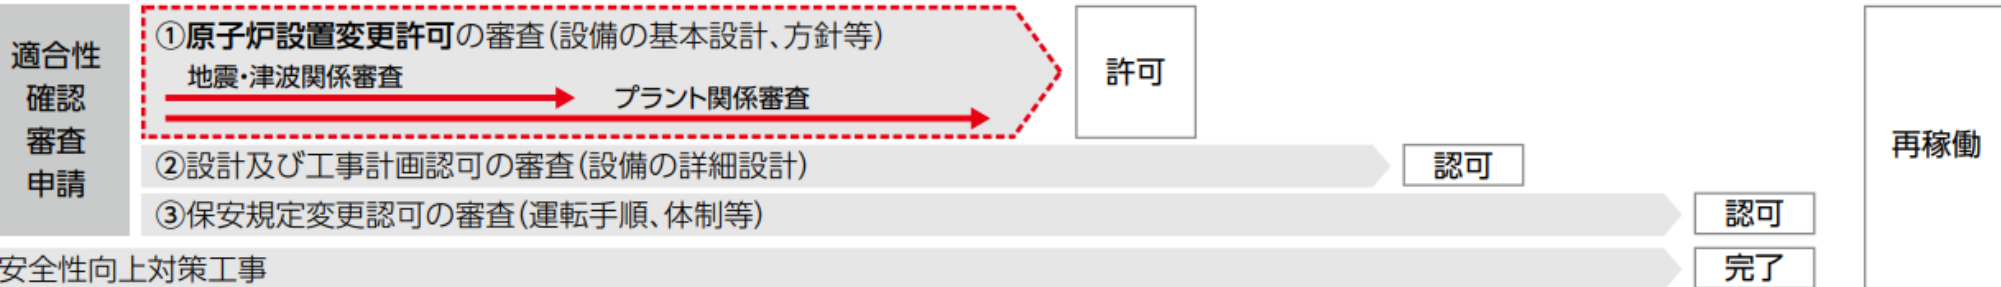 適合性
確認
審査
申請
①原子炉設置変更許可の審査(設備の基本設計、方針等)
地震・津波関係審査
プラント関係審査
許可
②設計及び工事計画認可の審査(設備の詳細設計)
認可
③保安規定変更認可の審査(運転手順、体制等)
認可
安全性向上対策工事
完了
再稼働